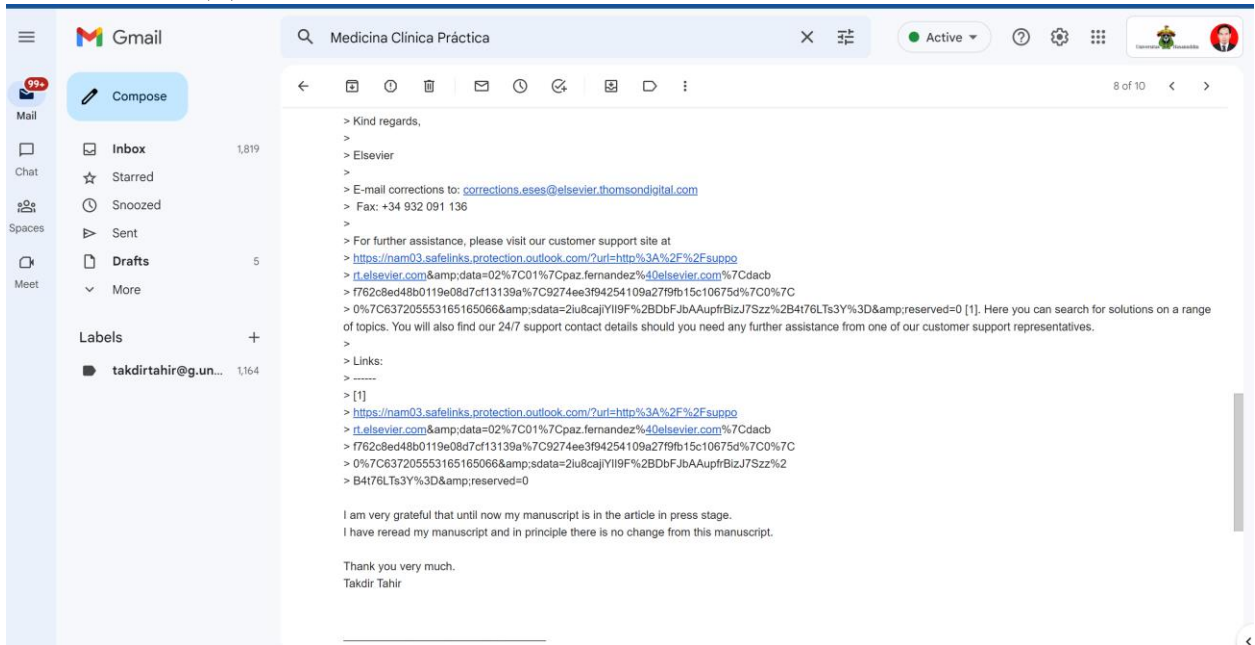 Gmail
Medicina Clínica Práctica
Active
99+
Mail
Compose
8 of 10
Chat
Spaces
Meet
Inbox 1,819
Starred
Snoozed
Sent
Drafts 5
More
Labels +
takdirtahir@g.un... 1,164
> Kind regards,
>
> Elsevier
>
> E-mail corrections to: corrections.eses@elsevier.thomsondigital.com
> Fax: +34 932 091 136
>
> For further assistance, please visit our customer support site at
> https://nam03.safelinks.protection.outlook.com/?url=http%3A%2F%2Fsuppo
> rt.elsevier.com&amp;data=02%7C01%7Cpaz.fernandez%40elsevier.com%7Cdacb
> f762c8ed48b0119e08d7cf13139a%7C9274ee3f94254109a27f9fb15c10675d%7C0%7C
> 0%7C637205553165165066&amp;sdata=2iu8cajiYII9F%2BDbFJbAAupfrBizJ7Szz%2B4t76LTs3Y%3D&amp;reserved=0 [1]. Here you can search for solutions on a range
of topics. You will also find our 24/7 support contact details should you need any further assistance from one of our customer support representatives.
>
> Links:
> ------
> [1]
> https://nam03.safelinks.protection.outlook.com/?url=http%3A%2F%2Fsuppo
> rt.elsevier.com&amp;data=02%7C01%7Cpaz.fernandez%40elsevier.com%7Cdacb
> f762c8ed48b0119e08d7cf13139a%7C9274ee3f94254109a27f9fb15c10675d%7C0%7C
> 0%7C637205553165165066&amp;sdata=2iu8cajiYII9F%2BDbFJbAAupfrBizJ7Szz%2
> B4t76LTs3Y%3D&amp;reserved=0
I am very grateful that until now my manuscript is in the article in press stage.
I have reread my manuscript and in principle there is no change from this manuscript.
Thank you very much.
Takdir Tahir